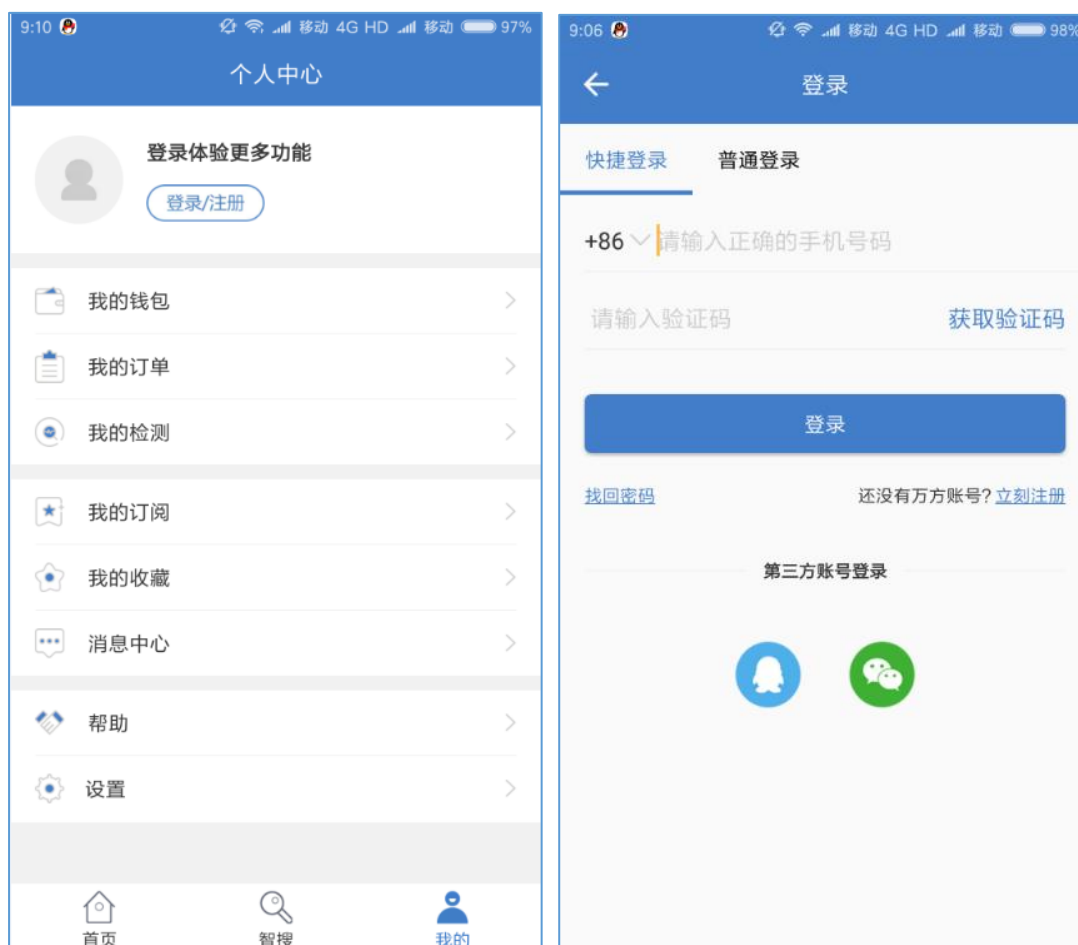 9:10 移动 4G HD 移动 97%
个人中心
登录体验更多功能
登录/注册
我的钱包
我的订单
我的检测
我的订阅
我的收藏
消息中心
帮助
设置
首页 智搜 我的
9:06 移动 4G HD 移动 98%
登录
快捷登录 普通登录
+86 请输入正确的手机号码
请输入验证码 获取验证码
登录
找回密码 还没有万方账号? 立刻注册
第三方账号登录